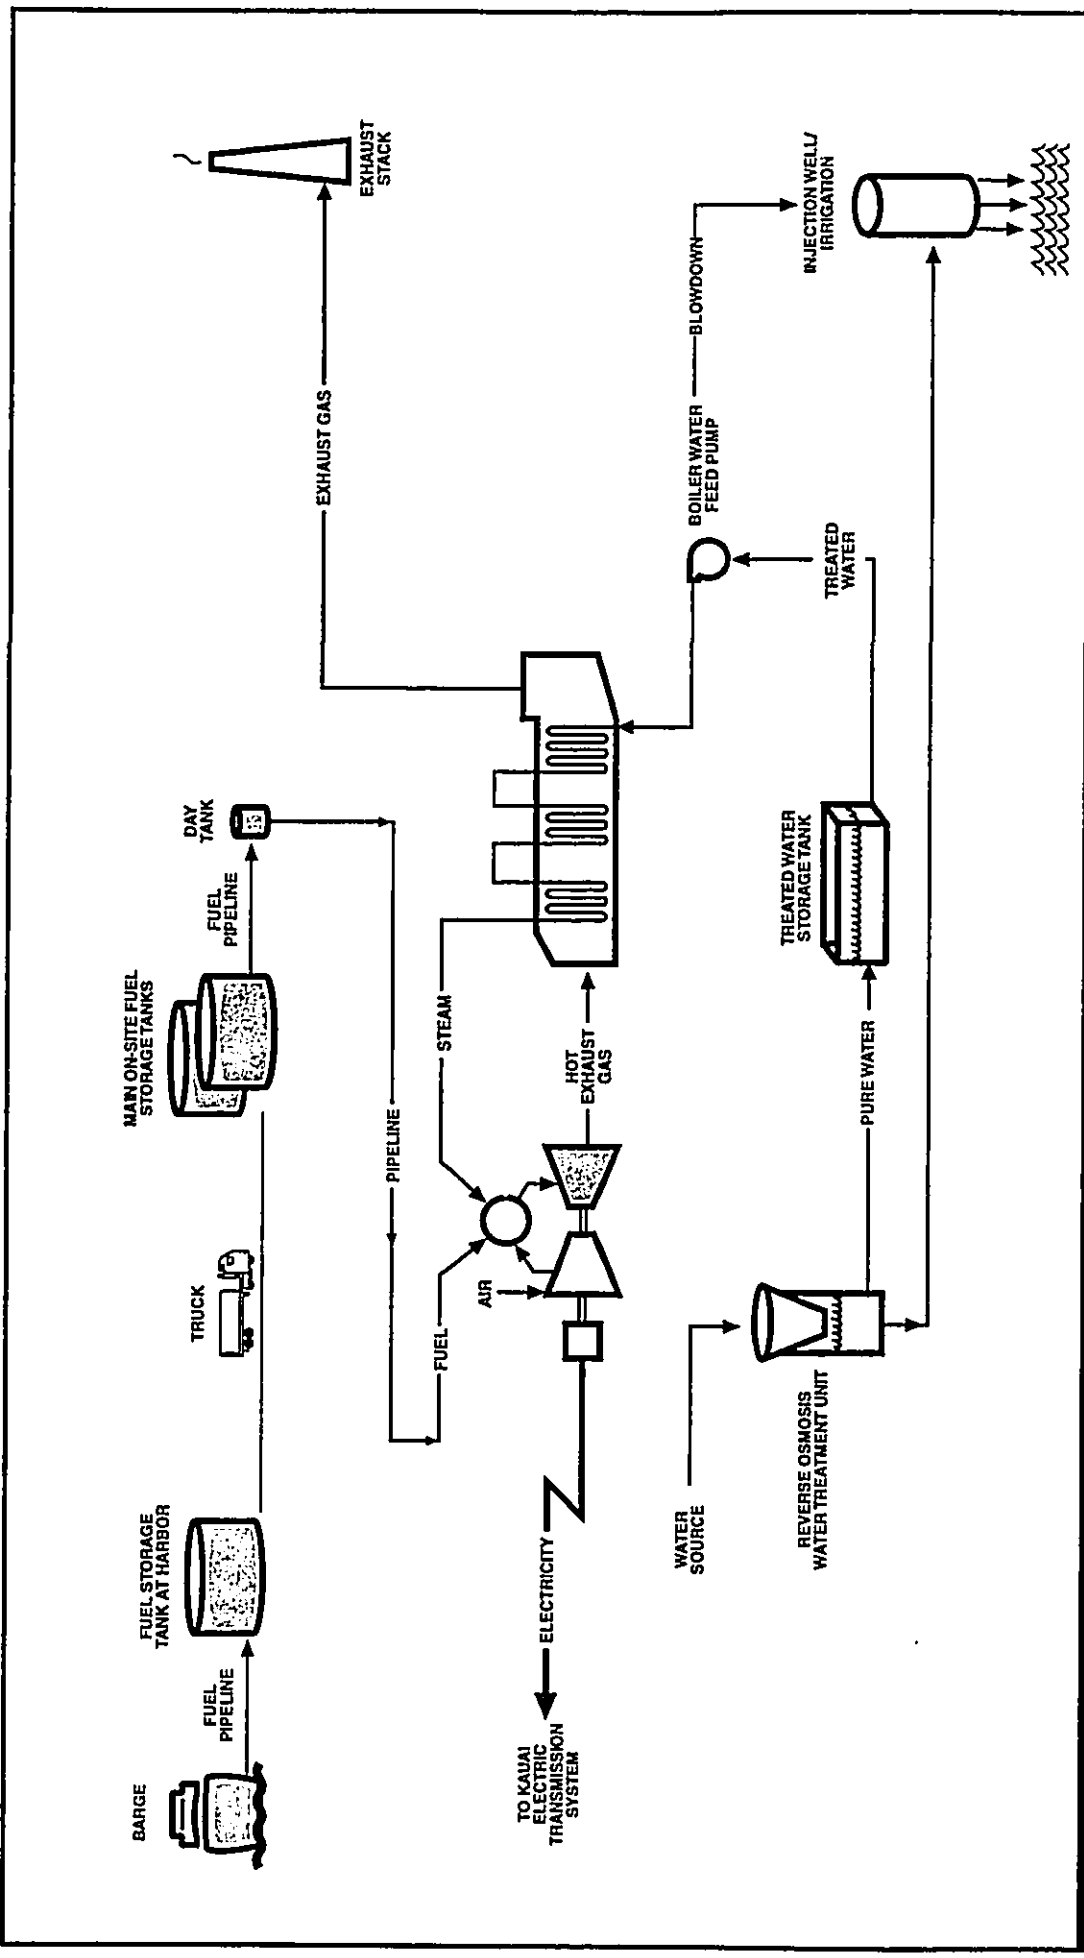 BARGE
FUEL
PIPELINE
FUEL STORAGE
TANK AT HARBOR
TRUCK
MAIN ON-SITE FUEL
STORAGE TANKS
FUEL
PIPELINE
DAY
TANK
EXHAUST
STACK
EXHAUST GAS
PIPELINE
FUEL
STEAM
AIR
HOT
EXHAUST
GAS
ELECTRICITY
TO KAUAI
ELECTRIC
TRANSMISSION
SYSTEM
WATER
SOURCE
REVERSE OSMOSIS
WATER TREATMENT UNIT
PURE WATER
TREATED WATER
STORAGE TANK
TREATED
WATER
BOILER WATER
FEED PUMP
BLOWDOWN
INJECTION WELL/
IRRIGATION